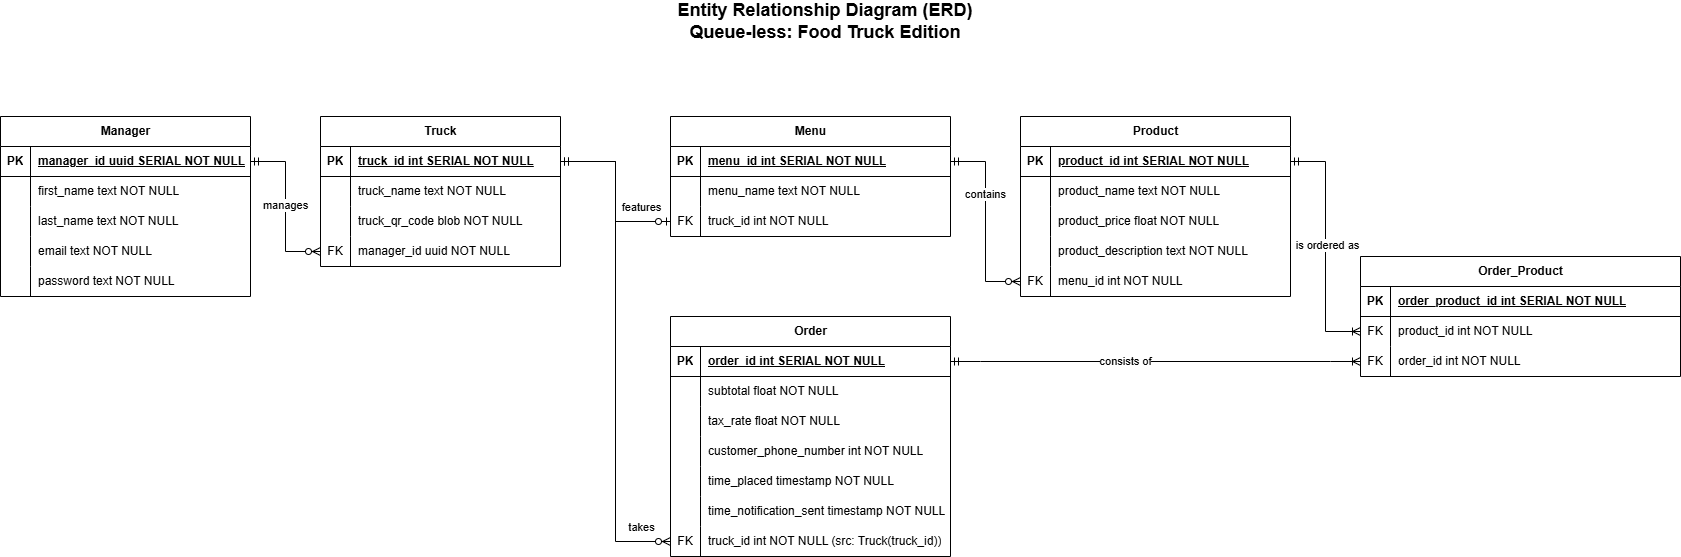 Entity Relationship Diagram (ERD)
Queue-less: Food Truck Edition
Manager
PK manager_id uuid SERIAL NOT NULL
first_name text NOT NULL
last_name text NOT NULL
email text NOT NULL
password text NOT NULL
manages
Truck
PK truck_id int SERIAL NOT NULL
truck_name text NOT NULL
truck_qr_code blob NOT NULL
FK manager_id uuid NOT NULL
features
takes
Menu
PK menu_id int SERIAL NOT NULL
menu_name text NOT NULL
FK truck_id int NOT NULL
contains
Product
PK product_id int SERIAL NOT NULL
product_name text NOT NULL
product_price float NOT NULL
product_description text NOT NULL
FK menu_id int NOT NULL
is ordered as
Order
PK order_id int SERIAL NOT NULL
subtotal float NOT NULL
tax_rate float NOT NULL
customer_phone_number int NOT NULL
time_placed timestamp NOT NULL
time_notification_sent timestamp NOT NULL
FK truck_id int NOT NULL (src: Truck(truck_id))
consists of
Order_Product
PK order_product_id int SERIAL NOT NULL
FK product_id int NOT NULL
FK order_id int NOT NULL